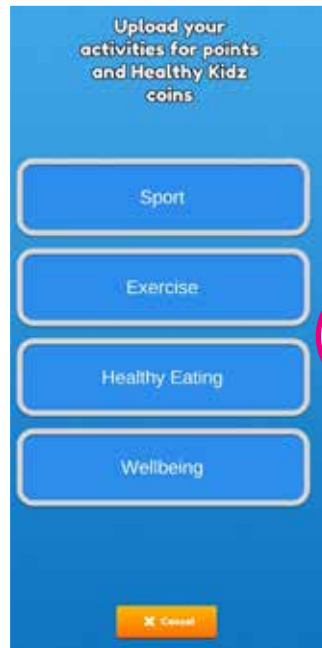 Upload your
activities for points
and Healthy Kidz
coins
Sport
Exercise
Healthy Eating
Wellbeing
Cancel